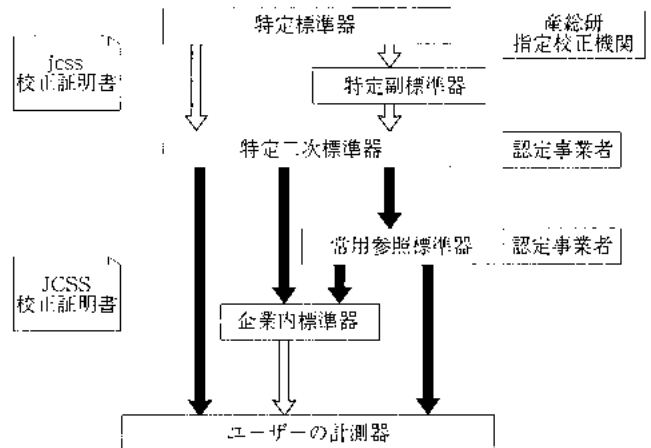 特定標準器
産総研
指定校正機関
jcss
校正証明書
特定副標準器
特定二次標準器
認定事業者
常用参照標準器
認定事業者
JCSS
校正証明書
企業内標準器
ユーザーの計測器